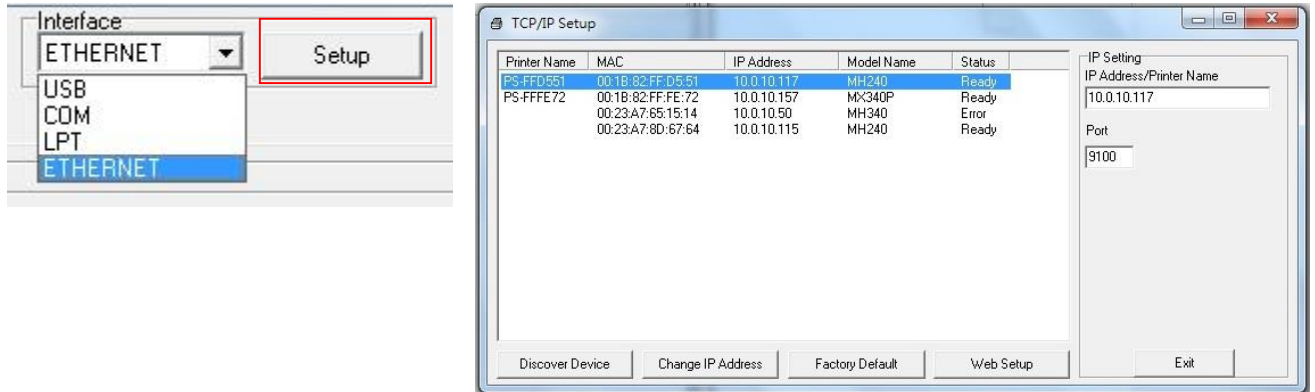 Interface
ETHERNET
Setup
USB
COM
LPT
ETHERNET
TCP/IP Setup
Printer Name MAC IP Address Model Name Status
PS-FFD551 00:1B:82:FF:D5:51 10.0.10.117 MH240 Ready
PS-FFFE72 00:1B:82:FF:FE:72 10.0.10.157 MX340P Ready
00:23:A7:65:15:14 10.0.10.50 MH340 Error
00:23:A7:8D:67:64 10.0.10.115 MH240 Ready
IP Setting
IP Address/Printer Name
10.0.10.117
Port
9100
Discover Device Change IP Address Factory Default Web Setup Exit